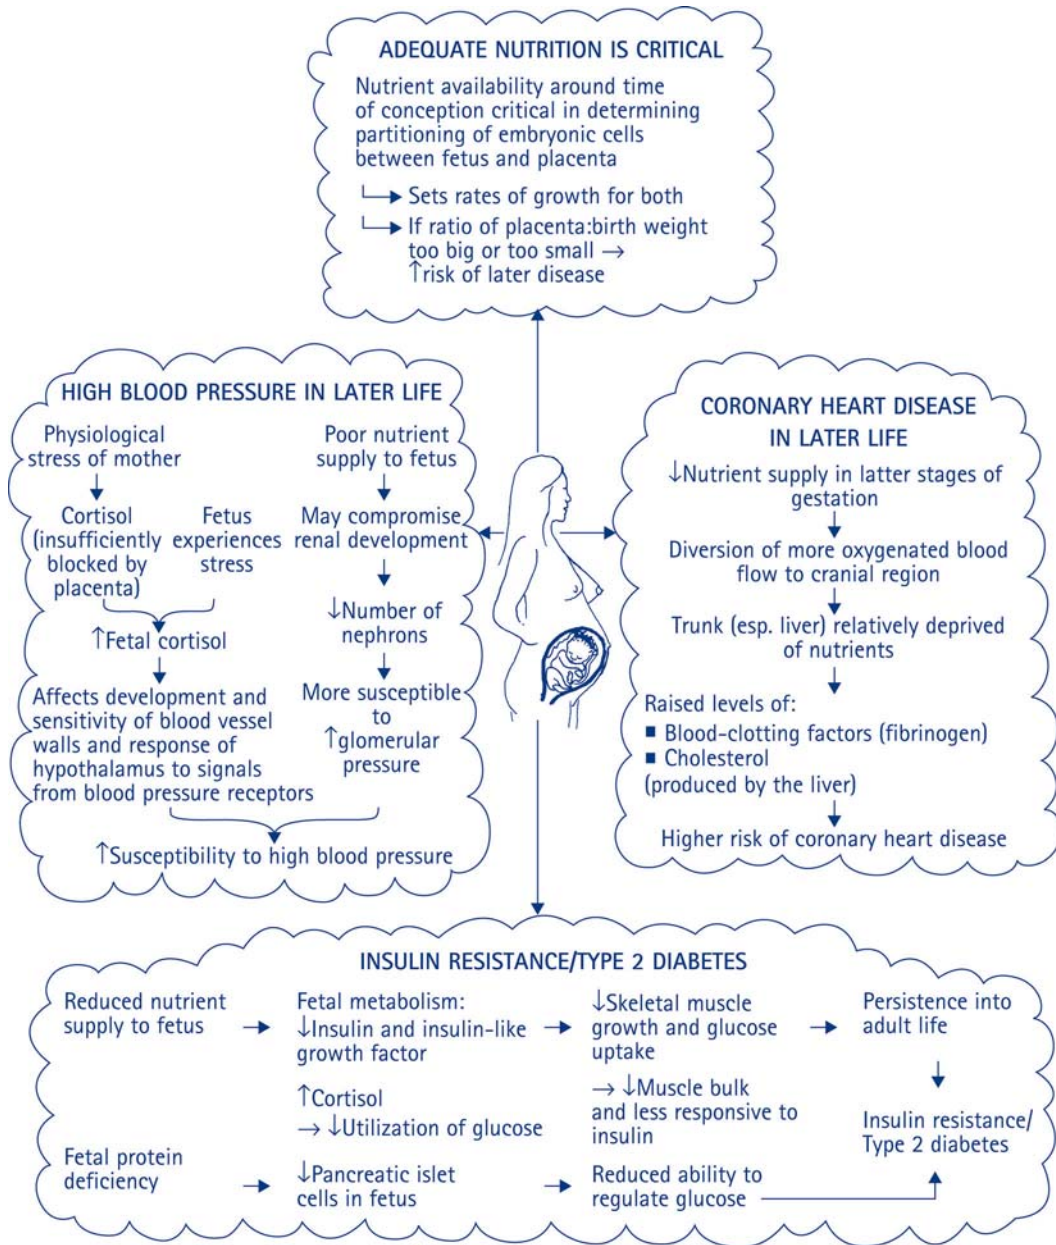 ADEQUATE NUTRITION IS CRITICAL
Nutrient availability around time
of conception critical in determining
partitioning of embryonic cells
between fetus and placenta
Sets rates of growth for both
If ratio of placenta:birth weight
too big or too small →
↑risk of later disease
HIGH BLOOD PRESSURE IN LATER LIFE
Physiological
stress of mother
Cortisol
(insufficiently
blocked by
placenta)
Fetus
experiences
stress
↑Fetal cortisol
Affects development and
sensitivity of blood vessel
walls and response of
hypothalamus to signals
from blood pressure receptors
Poor nutrient
supply to fetus
May compromise
renal development
↓Number of
nephrons
More susceptible
to
↑glomerular
pressure
↑Susceptibility to high blood pressure
CORONARY HEART DISEASE
IN LATER LIFE
↓Nutrient supply in latter stages of
gestation
Diversion of more oxygenated blood
flow to cranial region
Trunk (esp. liver) relatively deprived
of nutrients
Raised levels of:
■ Blood-clotting factors (fibrinogen)
■ Cholesterol
(produced by the liver)
Higher risk of coronary heart disease
INSULIN RESISTANCE/TYPE 2 DIABETES
Reduced nutrient
supply to fetus
Fetal metabolism:
↓Insulin and insulin-like
growth factor
↑Cortisol
→ ↓Utilization of glucose
↓Skeletal muscle
growth and glucose
uptake
→ ↓Muscle bulk
and less responsive to
insulin
Persistence into
adult life
Insulin resistance/
Type 2 diabetes
Fetal protein
deficiency
↓Pancreatic islet
cells in fetus
Reduced ability to
regulate glucose